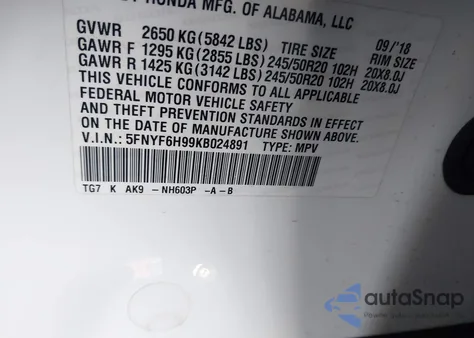 BY HONDA MFG. OF ALABAMA, LLC
09/'18
GVWR 2650 KG (5842 LBS) TIRE SIZE RIM SIZE
GAWR F 1295 KG (2855 LBS) 245/50R20 102H 20X8.0J
GAWR R 1425 KG (3142 LBS) 245/50R20 102H 20X8.0J
THIS VEHICLE CONFORMS TO ALL APPLICABLE
FEDERAL MOTOR VEHICLE SAFETY
AND THEFT PREVENTION STANDARDS IN EFFECT
ON THE DATE OF MANUFACTURE SHOWN ABOVE.
V.I.N.: 5FNYF6H99KB024891 TYPE: MPV
TG7 K AK9 -NH603P -A-B
autoSnap